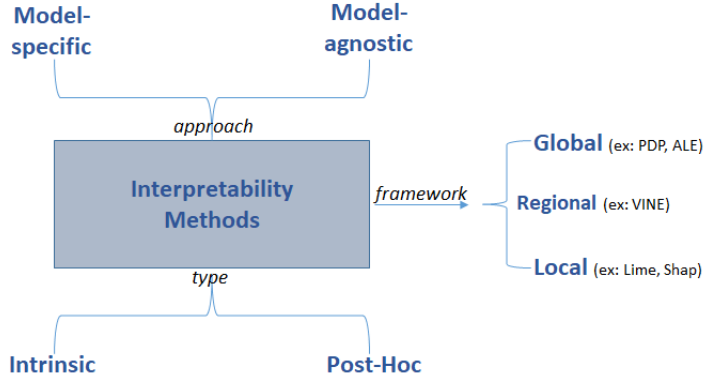 Model-
specific
Model-
agnostic
approach
Interpretability
Methods
framework
Global (ex: PDP, ALE)
Regional (ex: VINE)
Local (ex: Lime, Shap)
type
Intrinsic
Post-Hoc